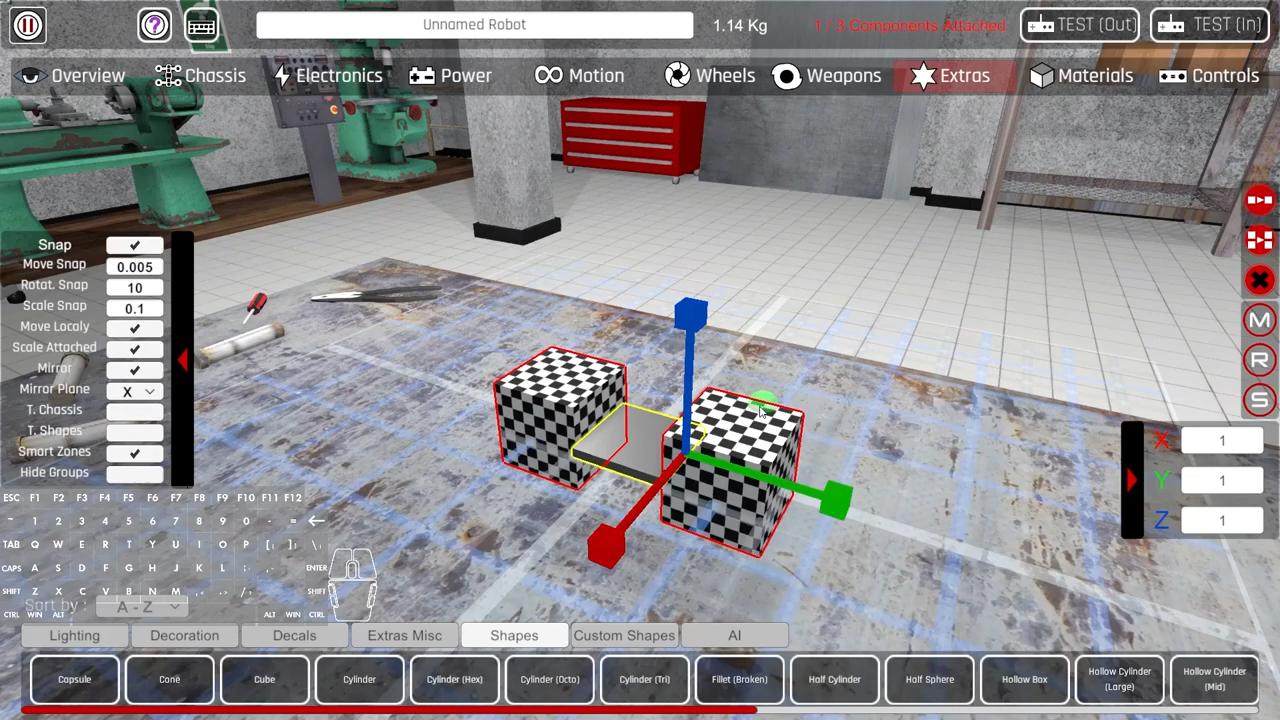 Unnamed Robot
1.14 Kg
1 / 3 Components Attached
TEST (Out)
TEST (In)
Overview
Chassis
Electronics
Power
Motion
Wheels
Weapons
Extras
Materials
Controls
Snap
Move Snap 0.005
Rotat. Snap 10
Scale Snap 0.1
Move Localy
Scale Attached
Mirror
Mirror Plane X
T. Chassis
T. Shapes
Smart Zones
Hide Groups
M
R
S
X 1
Y 1
Z 1
ESC F1 F2 F3 F4 F5 F6 F7 F8 F9 F10 F11 F12
~ 1 2 3 4 5 6 7 8 9 0 - =
TAB Q W E R T Y U I O P [ ] \
CAPS A S D F G H J K L ; ' ENTER
SHIFT Z X C V B N M , . / SHIFT
CTRL WIN ALT ALT WIN CTRL
Sort by : A - Z
Lighting
Decoration
Decals
Extras Misc
Shapes
Custom Shapes
AI
Capsule
Cone
Cube
Cylinder
Cylinder (Hex)
Cylinder (Octo)
Cylinder (Tri)
Fillet (Broken)
Half Cylinder
Half Sphere
Hollow Box
Hollow Cylinder
(Large)
Hollow Cylinder
(Mid)